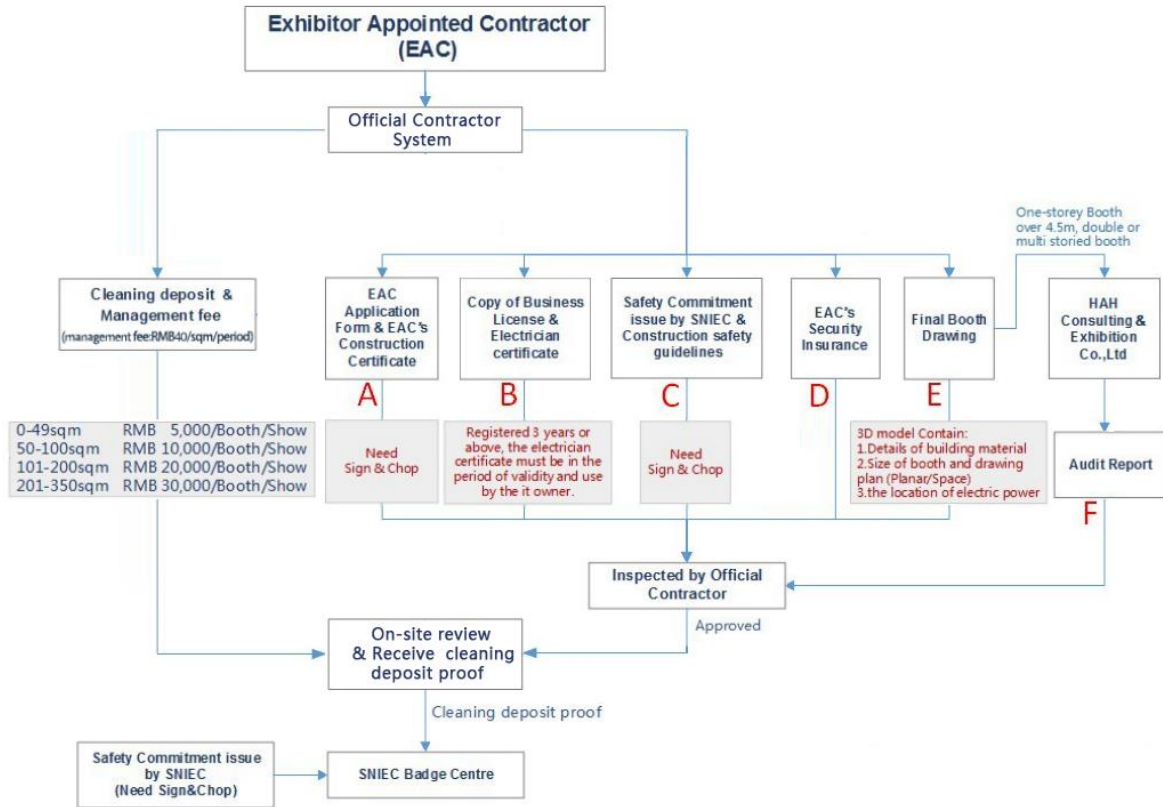 Exhibitor Appointed Contractor
(EAC)
Official Contractor
System
One-storey Booth
over 4.5m, double or
multi storied booth
Cleaning deposit &
Management fee
(management fee:RMB40/sqm/period)
EAC
Application
Form & EAC's
Construction
Certificate
Copy of Business
License &
Electrician
certificate
Safety Commitment
issue by SNIEC &
Construction safety
guidelines
EAC's
Security
Insurance
Final Booth
Drawing
HAH
Consulting &
Exhibition
Co.,Ltd
A
B
C
D
E
0-49sqm RMB 5,000/Booth/Show
50-100sqm RMB 10,000/Booth/Show
101-200sqm RMB 20,000/Booth/Show
201-350sqm RMB 30,000/Booth/Show
Need
Sign & Chop
Registered 3 years or
above, the electrician
certificate must be in the
period of validity and use
by the it owner.
Need
Sign & Chop
3D model Contain:
1.Details of building material
2.Size of booth and drawing
plan (Planar/Space)
3.the location of electric power
Audit Report
F
Inspected by Official
Contractor
Approved
On-site review
& Receive cleaning
deposit proof
Cleaning deposit proof
Safety Commitment issue
by SNIEC
(Need Sign&Chop)
SNIEC Badge Centre